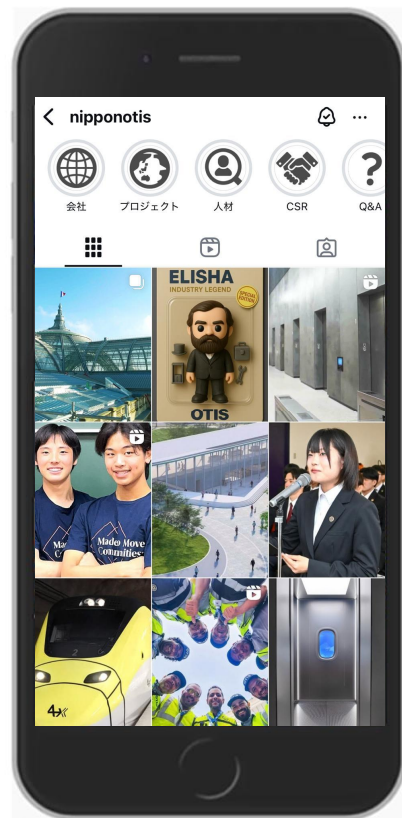 nipponotis
会社
プロジェクト
人材
CSR
?
Q&A
ELISHA
INDUSTRY LEGEND
SPECIAL
EDITION
OTIS
Made Move
Communities
2